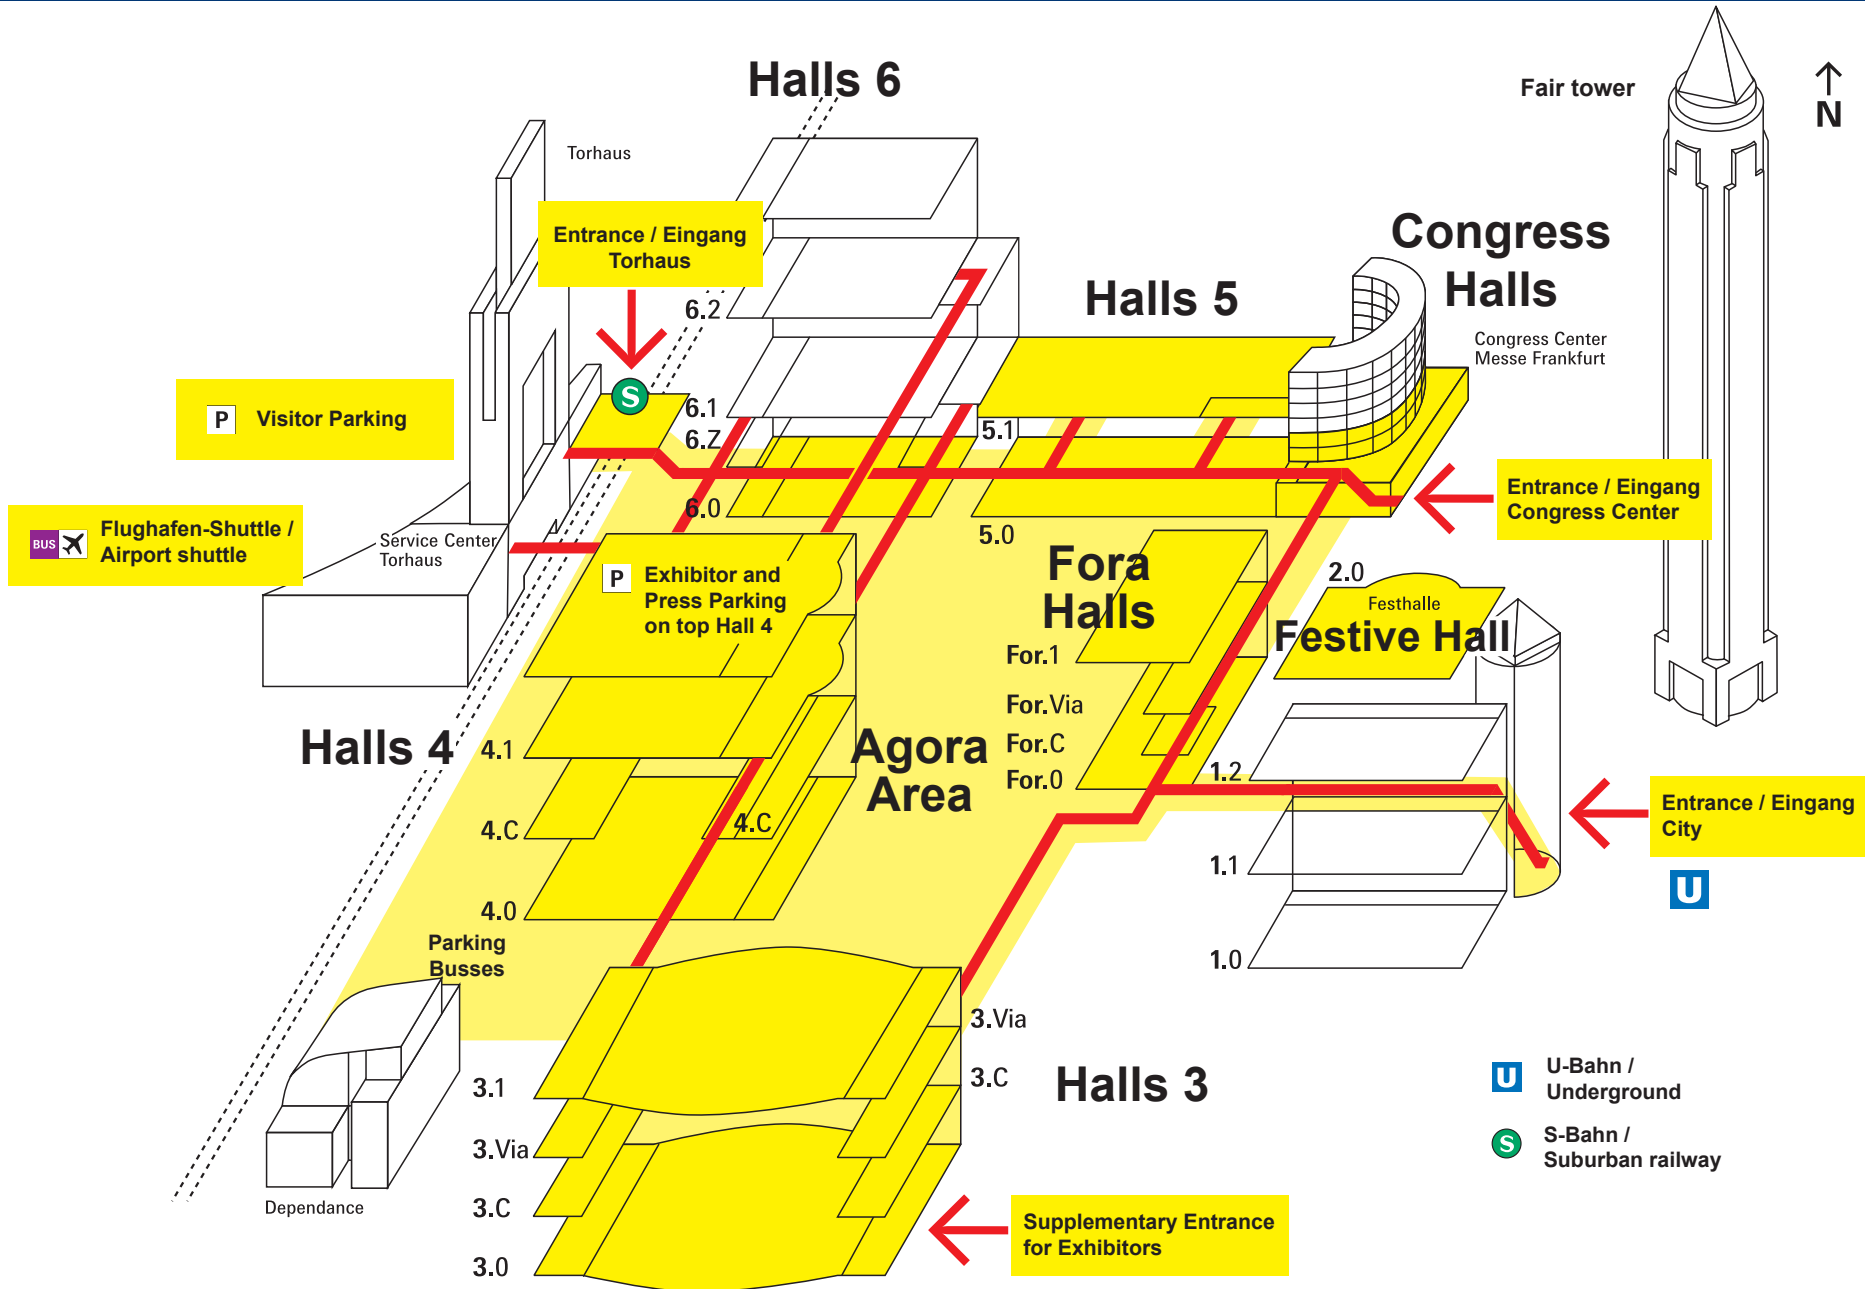 Halls 6
Fair tower
N
Torhaus
Entrance / Eingang
Torhaus
Congress
Halls
Halls 5
6.2
Congress Center
Messe Frankfurt
S
P Visitor Parking
6.1
6.Z
5.1
Entrance / Eingang
Congress Center
6.0
5.0
BUS Flughafen-Shuttle /
Airport shuttle
Service Center
Torhaus
P Exhibitor and
Press Parking
on top Hall 4
Fora
Halls
2.0
Festhalle
Festive Hall
For.1
For.Via
For.C
For.0
Halls 4
4.1
Agora
Area
1.2
4.C
4.C
Entrance / Eingang
City
U
1.1
4.0
Parking
Busses
1.0
3.Via
3.C
3.1
Halls 3
U U-Bahn /
Underground
3.Via
S S-Bahn /
Suburban railway
3.C
Dependance
Supplementary Entrance
for Exhibitors
3.0